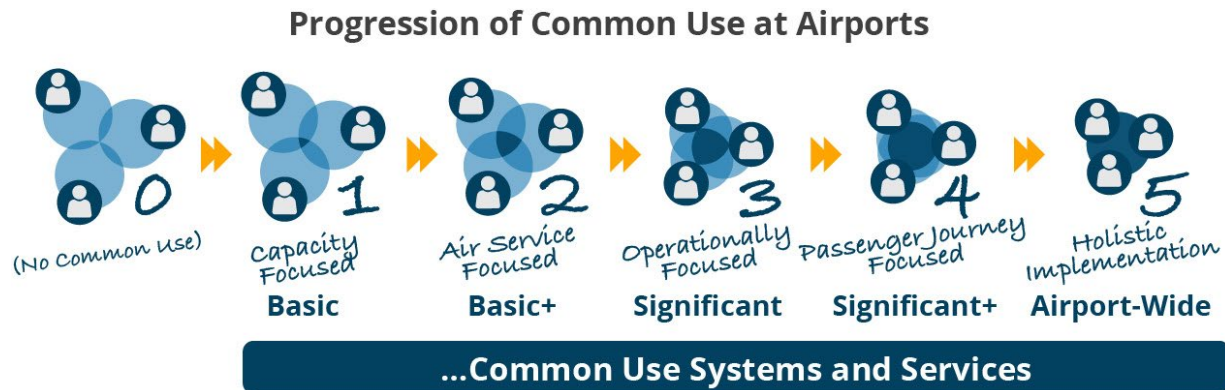 Progression of Common Use at Airports
0
(No Common Use)
1
Capacity
Focused
Basic
2
Air Service
Focused
Basic+
3
Operationally
Focused
Significant
4
Passenger Journey
Focused
Significant+
5
Holistic
Implementation
Airport-Wide
...Common Use Systems and Services